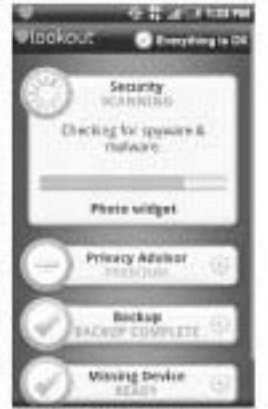 lookout
Everything is OK
Security
SCANNING
Checking for spyware &
malware
Photo widget
Privacy Advisor
PREMIUM
Backup
BACKUP COMPLETE
Missing Device
READY